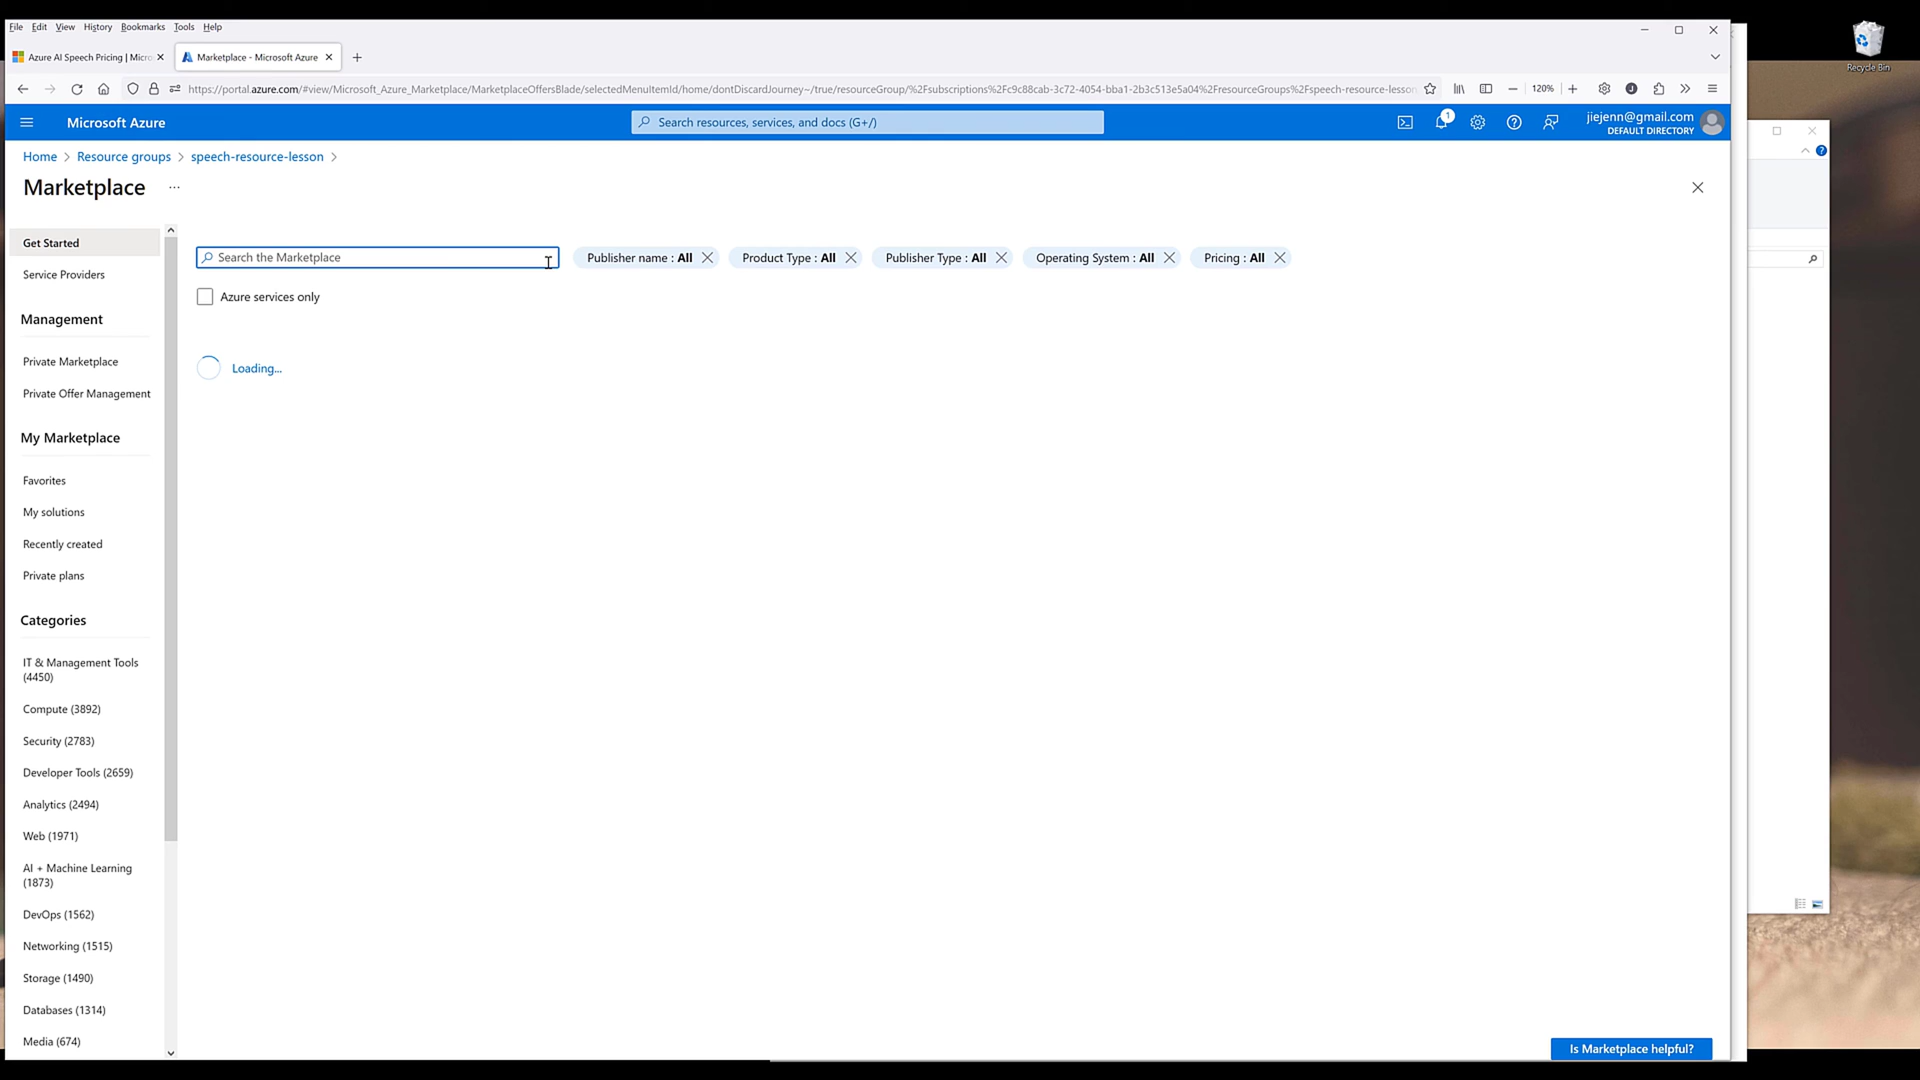 File Edit View History Bookmarks Tools Help
Azure AI Speech Pricing | Micro
Marketplace - Microsoft Azure
https://portal.azure.com/#view/Microsoft_Azure_Marketplace/MarketplaceOffersBlade/selectedMenuItemId/home/dontDiscardJourney~/true/resourceGroup/%2Fsubscriptions%2Fc9c88cab-3c72-4054-bba1-2b3c513e5a04%2FresourceGroups%2Fspeech-resource-lesson
120%
Recycle Bin
Microsoft Azure
Search resources, services, and docs (G+/)
1
jiejenn@gmail.com
DEFAULT DIRECTORY
Home > Resource groups > speech-resource-lesson >
Marketplace ...
Get Started
Service Providers
Management
Private Marketplace
Private Offer Management
My Marketplace
Favorites
My solutions
Recently created
Private plans
Categories
IT & Management Tools
(4450)
Compute (3892)
Security (2783)
Developer Tools (2659)
Analytics (2494)
Web (1971)
AI + Machine Learning
(1873)
DevOps (1562)
Networking (1515)
Storage (1490)
Databases (1314)
Media (674)
Search the Marketplace
Publisher name : All
Product Type : All
Publisher Type : All
Operating System : All
Pricing : All
Azure services only
Loading...
Is Marketplace helpful?